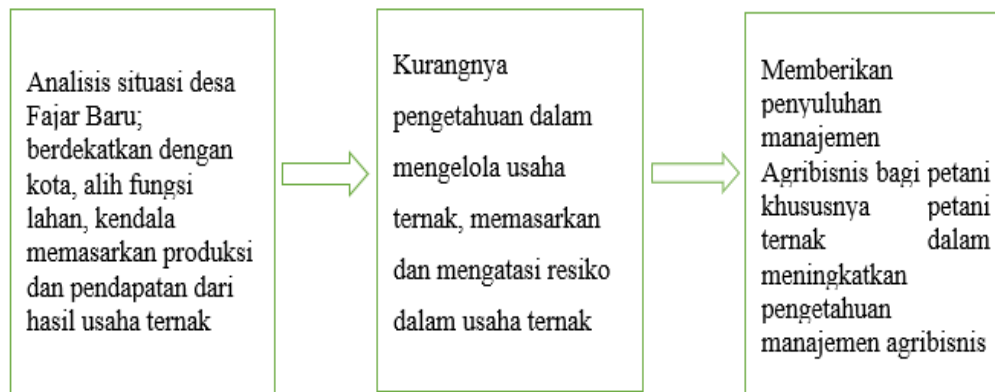 Analisis situasi desa
Fajar Baru;
berdekatkan dengan
kota, alih fungsi
lahan, kendala
memasarkan produksi
dan pendapatan dari
hasil usaha ternak
Kurangnya
pengetahuan dalam
mengelola usaha
ternak, memasarkan
dan mengatasi resiko
dalam usaha ternak
Memberikan
penyuluhan
manajemen
Agribisnis bagi petani
khususnya petani
ternak dalam
meningkatkan
pengetahuan
manajemen agribisnis